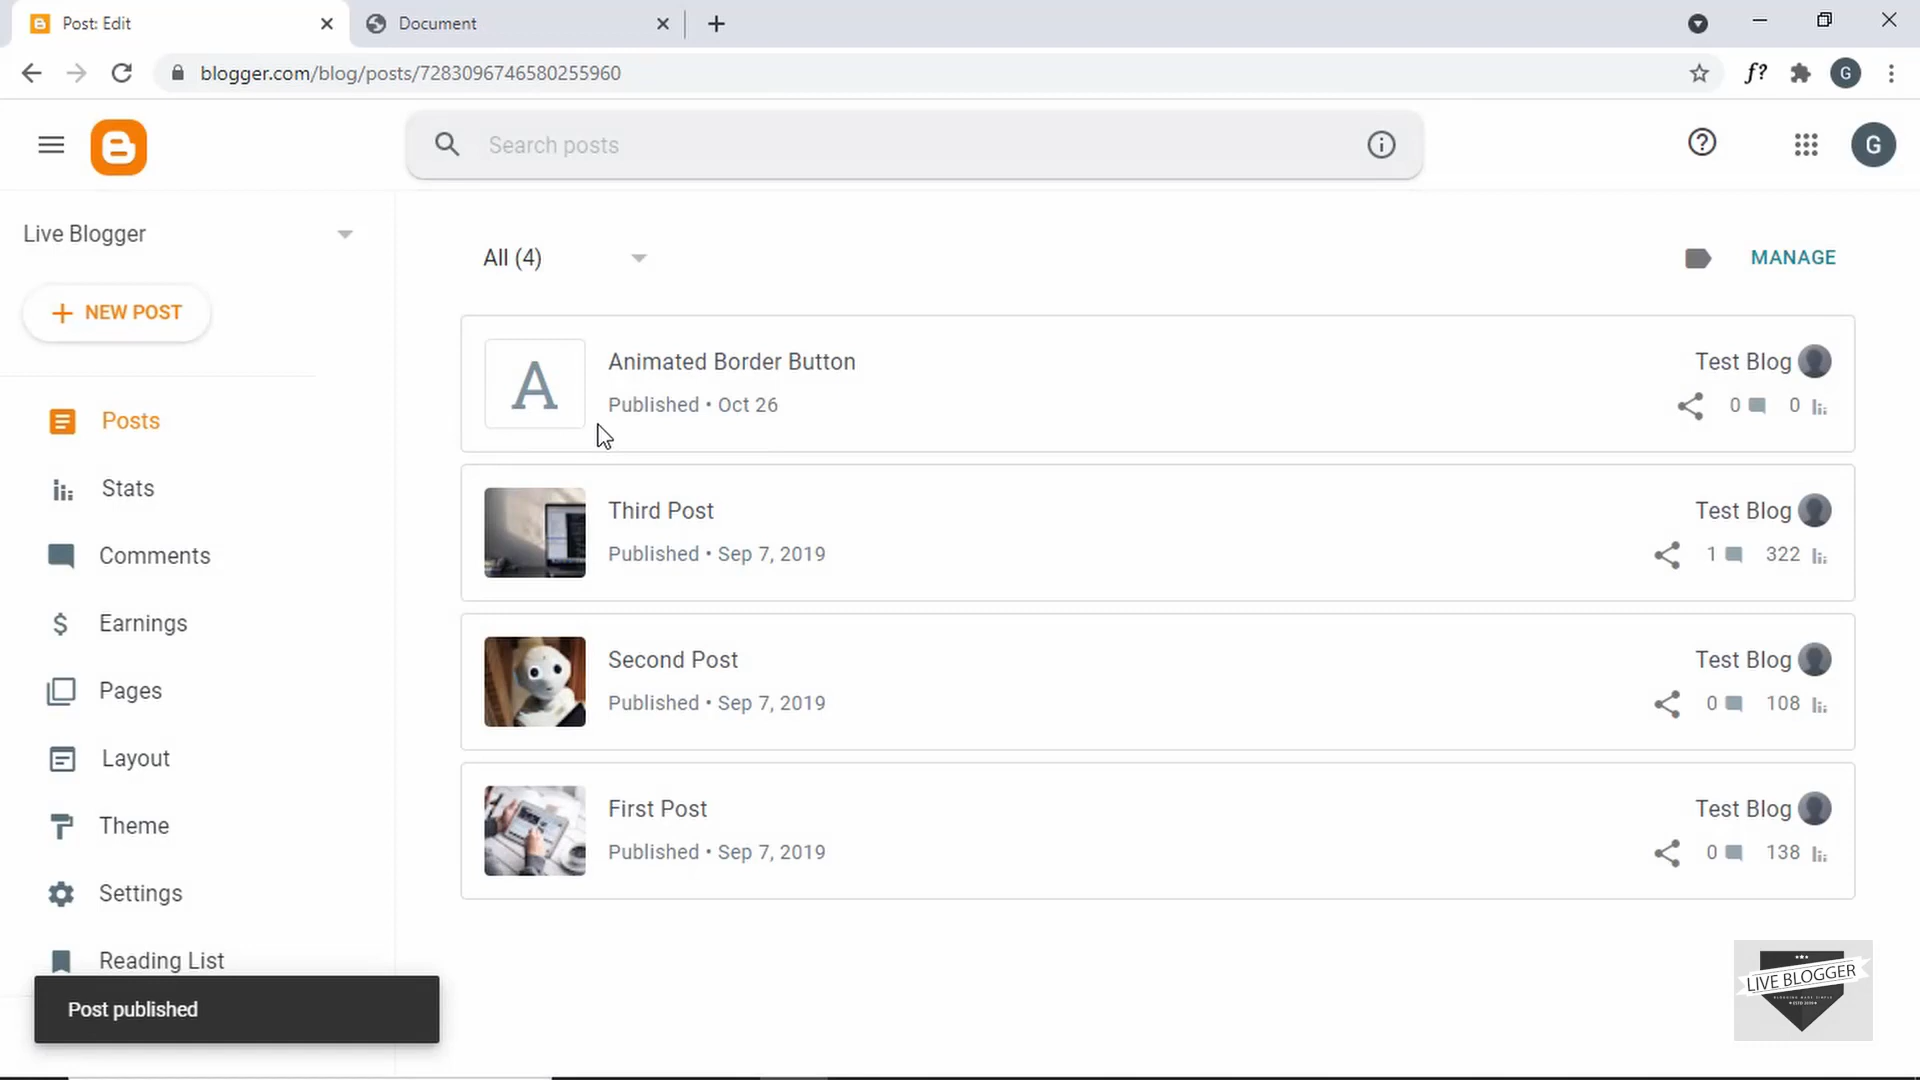 Post: Edit
Document
blogger.com/blog/posts/7283096746580255960
f?
G
Search posts
G
Live Blogger
NEW POST
All (4)
MANAGE
Posts
Stats
Comments
Earnings
Pages
Layout
Theme
Settings
Reading List
A
Animated Border Button
Published • Oct 26
Test Blog
0 0
Third Post
Published • Sep 7, 2019
Test Blog
1 322
Second Post
Published • Sep 7, 2019
Test Blog
0 108
First Post
Published • Sep 7, 2019
Test Blog
0 138
Post published
LIVE BLOGGER